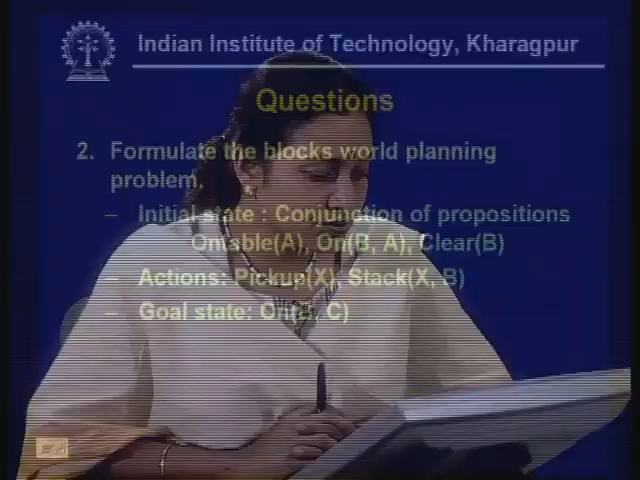 Indian Institute of Technology, Kharagpur
Questions
2. Formulate the blocks world planning
problem.
– Initial state : Conjunction of propositions
Ontable(A), On(B, A), Clear(B)
– Actions: Pickup(X), Stack(X, B)
– Goal state: On(B, C)